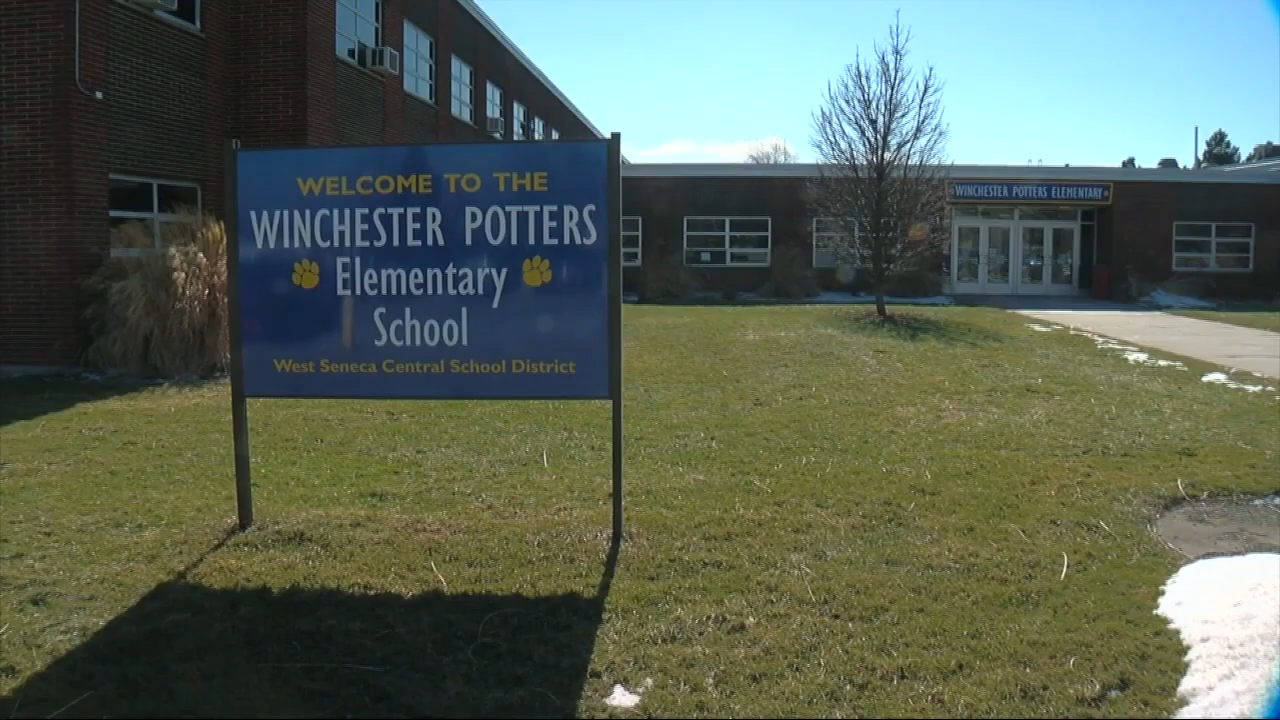 WELCOME TO THE
WINCHESTER POTTERS
Elementary
School
West Seneca Central School District
WINCHESTER POTTERS ELEMENTARY